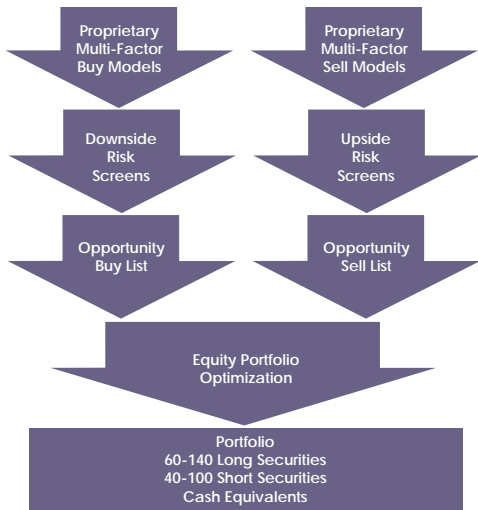 Proprietary
Multi-Factor
Buy Models
Proprietary
Multi-Factor
Sell Models
Downside
Risk
Screens
Upside
Risk
Screens
Opportunity
Buy List
Opportunity
Sell List
Equity Portfolio
Optimization
Portfolio
60-140 Long Securities
40-100 Short Securities
Cash Equivalents